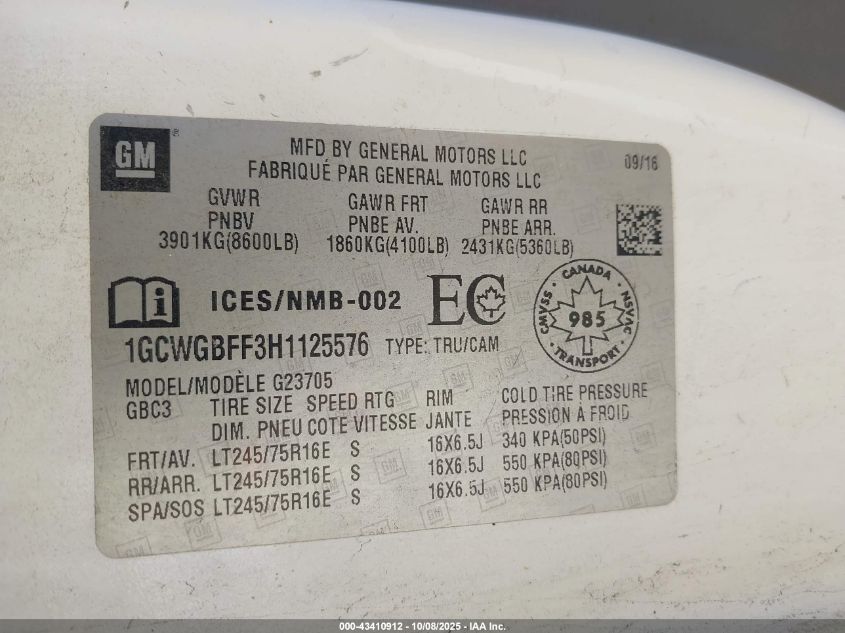 GM ®
MFD BY GENERAL MOTORS LLC
FABRIQUÉ PAR GENERAL MOTORS LLC
09/16
GVWR GAWR FRT GAWR RR
PNBV PNBE AV. PNBE ARR.
3901KG(8600LB) 1860KG(4100LB) 2431KG(5360LB)
i ICES/NMB-002 EC
CANADA
CMVSS 985 NSVAC
TRANSPORT
1GCWGBFF3H1125576 TYPE: TRU/CAM
MODEL/MODÈLE G23705
GBC3 TIRE SIZE SPEED RTG RIM COLD TIRE PRESSURE
DIM. PNEU COTE VITESSE JANTE PRESSION À FROID
FRT/AV. LT245/75R16E S 16X6.5J 340 KPA(50PSI)
RR/ARR. LT245/75R16E S 16X6.5J 550 KPA(80PSI)
SPA/SOS LT245/75R16E S 16X6.5J 550 KPA(80PSI)
000-43410912 - 10/08/2025 - IAA Inc.